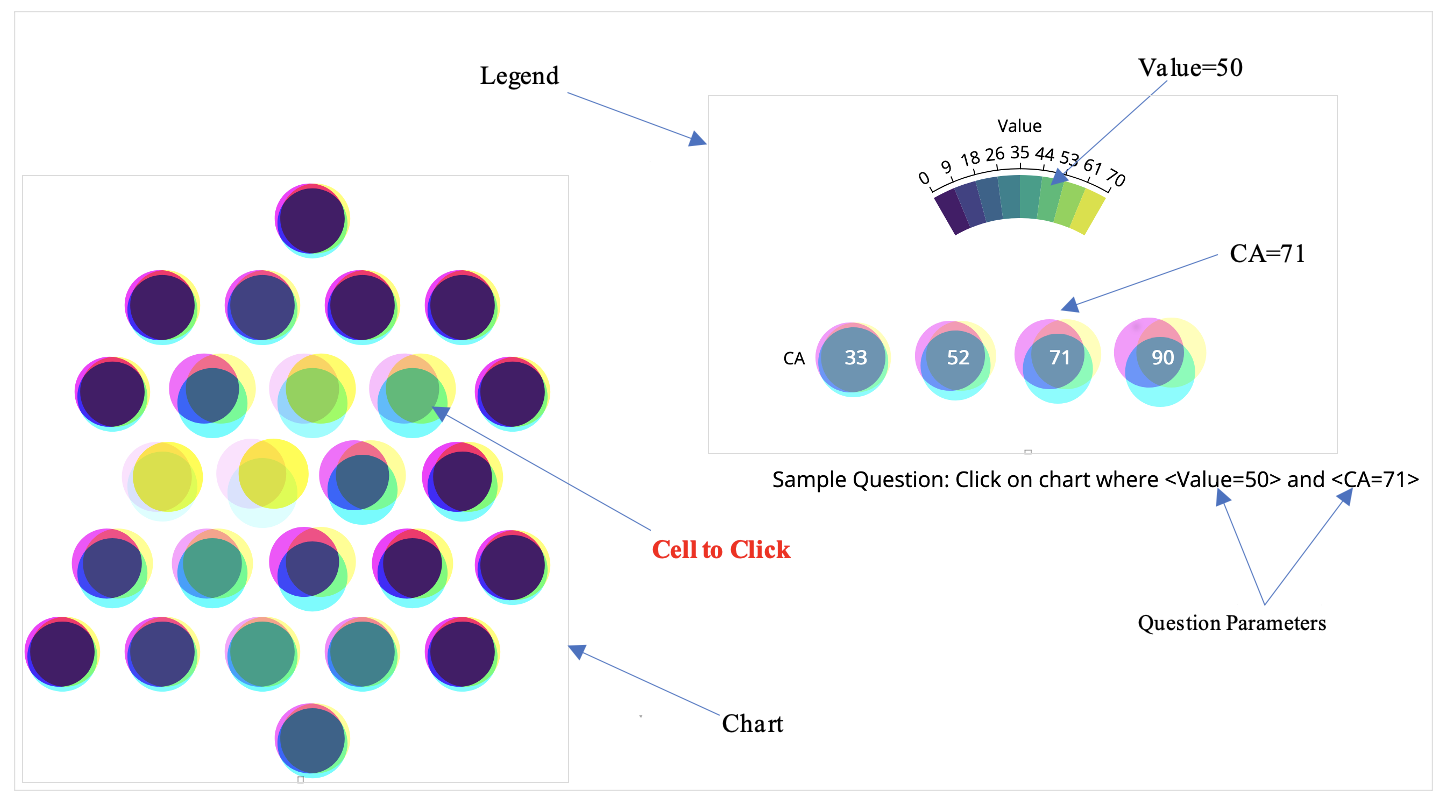 Legend
Value=50
Value
0 9 18 26 35 44 53 61 70
CA=71
CA 33 52 71 90
Sample Question: Click on chart where <Value=50> and <CA=71>
Cell to Click
Question Parameters
Chart